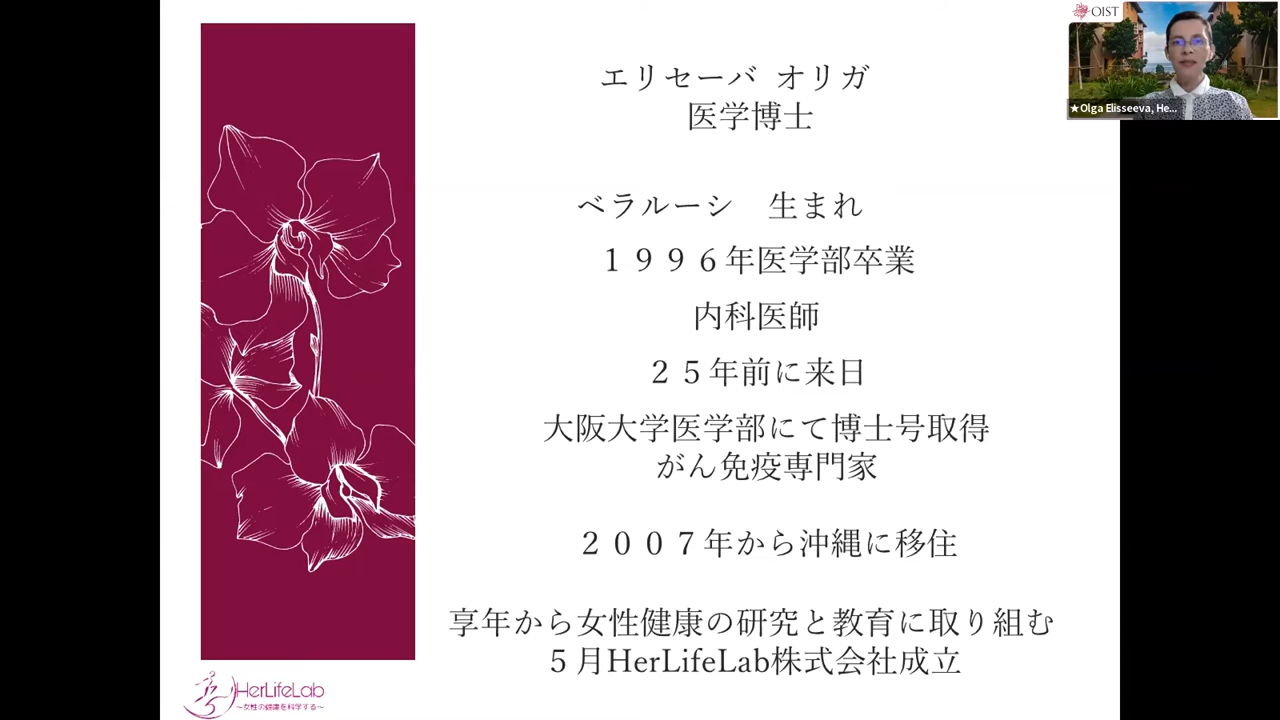 エリセーバ オリガ
医学博士
ベラルーシ　生まれ
１９９６年医学部卒業
内科医師
２５年前に来日
大阪大学医学部にて博士号取得
がん免疫専門家
２００７年から沖縄に移住
享年から女性健康の研究と教育に取り組む
５月HerLifeLab株式会社成立
HerLifeLab
～女性の健康を科学する～
OIST
★Olga Elisseeva, He...